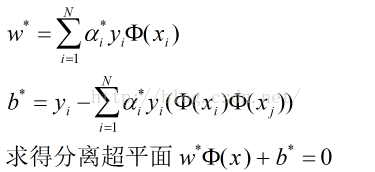 w* = ∑_{i=1}^{N} α_i* y_i Φ(x_i)
b* = y_i − ∑_{i=1}^{N} α_i* y_i (Φ(x_i)Φ(x_j))
求得分离超平面 w*Φ(x) + b* = 0